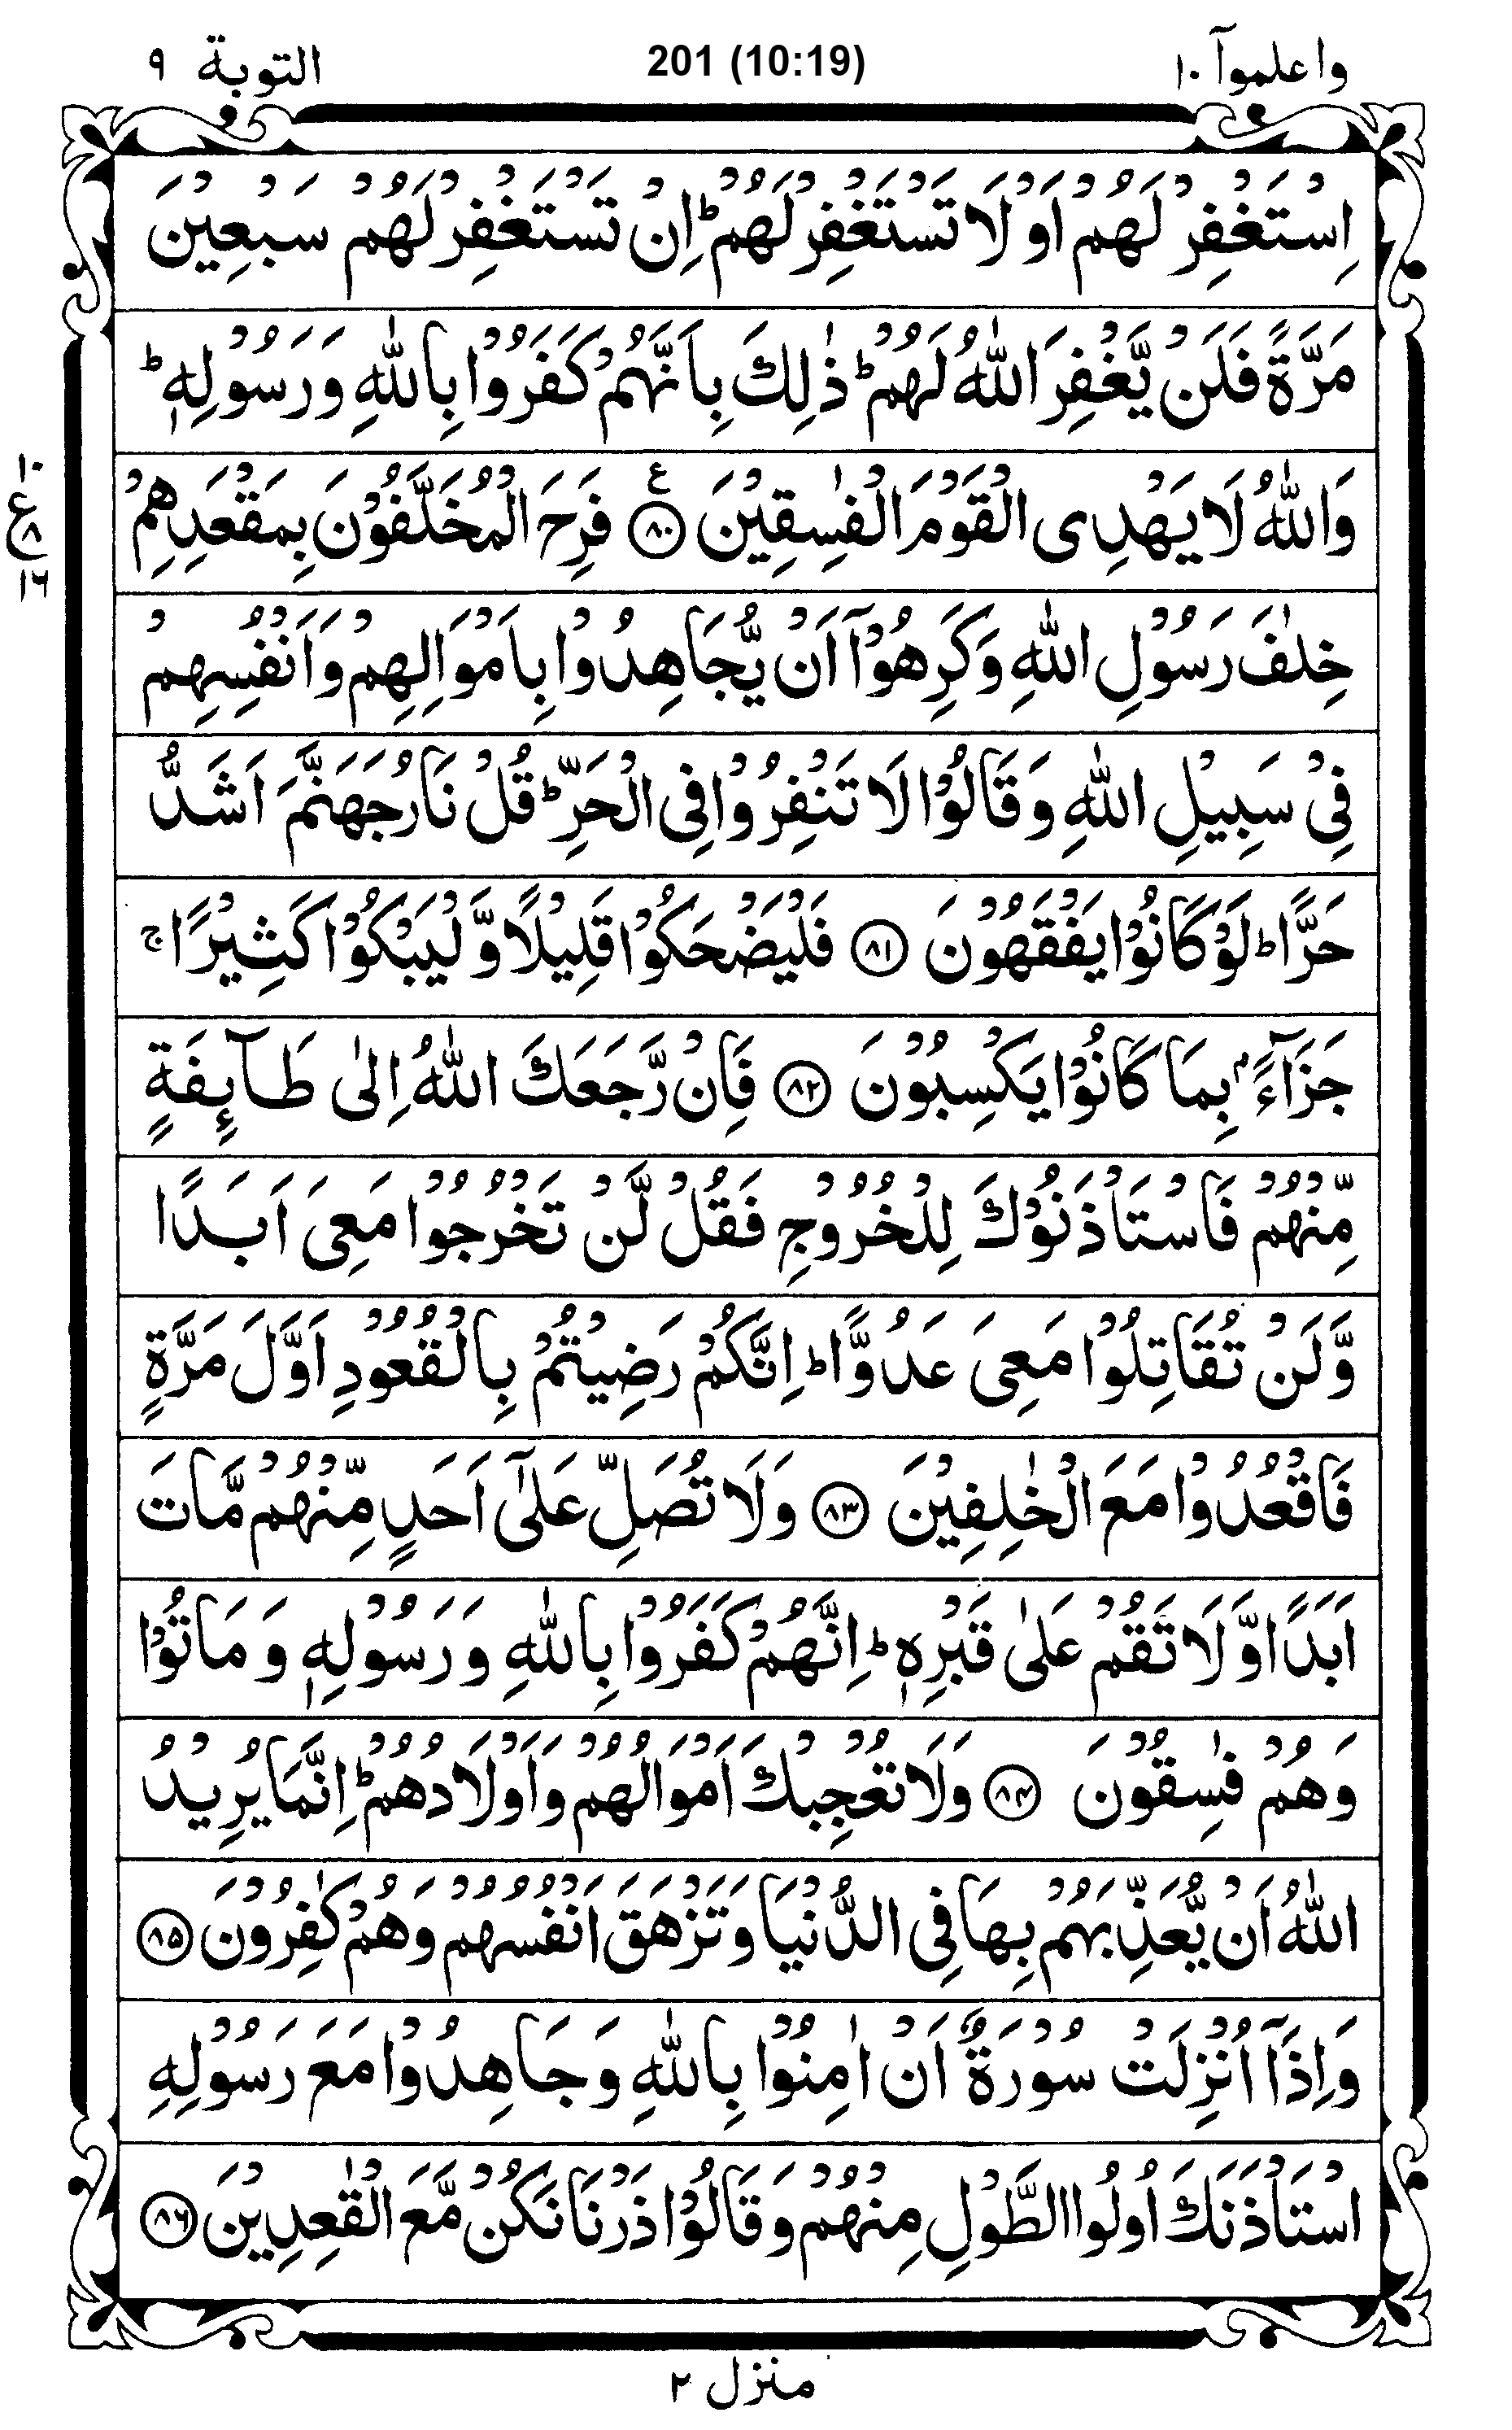 واعلموآ ١٠ 201 (10:19) التوبة ٩
اِسْتَغْفِرْ لَهُمْ اَوْ لَا تَسْتَغْفِرْ لَهُمْ ؕ اِنْ تَسْتَغْفِرْ لَهُمْ سَبْعِيْنَ
مَرَّةً فَلَنْ يَّغْفِرَ اللّٰهُ لَهُمْ ؕ ذٰلِكَ بِاَنَّهُمْ كَفَرُوْا بِاللّٰهِ وَرَسُوْلِهٖ ؕ
وَاللّٰهُ لَا يَهْدِى الْقَوْمَ الْفٰسِقِيْنَ ع ﴿٨٠﴾ فَرِحَ الْمُخَلَّفُوْنَ بِمَقْعَدِهِمْ
١٠
ع
٨
١٦
خِلٰفَ رَسُوْلِ اللّٰهِ وَكَرِهُوْۤا اَنْ يُّجَاهِدُوْا بِاَمْوَالِهِمْ وَاَنْفُسِهِمْ
فِىْ سَبِيْلِ اللّٰهِ وَقَالُوْا لَا تَنْفِرُوْا فِى الْحَرِّ ؕ قُلْ نَارُ جَهَنَّمَ اَشَدُّ
حَرًّا ؕ لَوْ كَانُوْا يَفْقَهُوْنَ ﴿٨١﴾ فَلْيَضْحَكُوْا قَلِيْلًا وَّلْيَبْكُوْا كَثِيْرًا ۚ
جَزَآءًۢ بِمَا كَانُوْا يَكْسِبُوْنَ ﴿٨٢﴾ فَاِنْ رَّجَعَكَ اللّٰهُ اِلٰى طَآئِفَةٍ
مِّنْهُمْ فَاسْتَاْذَنُوْكَ لِلْخُرُوْجِ فَقُلْ لَّنْ تَخْرُجُوْا مَعِىَ اَبَدًا
وَّلَنْ تُقَاتِلُوْا مَعِىَ عَدُوًّا ؕ اِنَّكُمْ رَضِيْتُمْ بِالْقُعُوْدِ اَوَّلَ مَرَّةٍ
فَاقْعُدُوْا مَعَ الْخٰلِفِيْنَ ﴿٨٣﴾ وَلَا تُصَلِّ عَلٰٓى اَحَدٍ مِّنْهُمْ مَّاتَ
اَبَدًا وَّلَا تَقُمْ عَلٰى قَبْرِهٖ ؕ اِنَّهُمْ كَفَرُوْا بِاللّٰهِ وَرَسُوْلِهٖ وَمَاتُوْا
وَهُمْ فٰسِقُوْنَ ﴿٨٤﴾ وَلَا تُعْجِبْكَ اَمْوَالُهُمْ وَاَوْلَادُهُمْ ؕ اِنَّمَا يُرِيْدُ
اللّٰهُ اَنْ يُّعَذِّبَهُمْ بِهَا فِى الدُّنْيَا وَتَزْهَقَ اَنْفُسُهُمْ وَهُمْ كٰفِرُوْنَ ﴿٨٥﴾
وَاِذَاۤ اُنْزِلَتْ سُوْرَةٌ اَنْ اٰمِنُوْا بِاللّٰهِ وَجَاهِدُوْا مَعَ رَسُوْلِهِ
اسْتَاْذَنَكَ اُولُوا الطَّوْلِ مِنْهُمْ وَقَالُوْا ذَرْنَا نَكُنْ مَّعَ الْقٰعِدِيْنَ ﴿٨٦﴾
منزل ٢